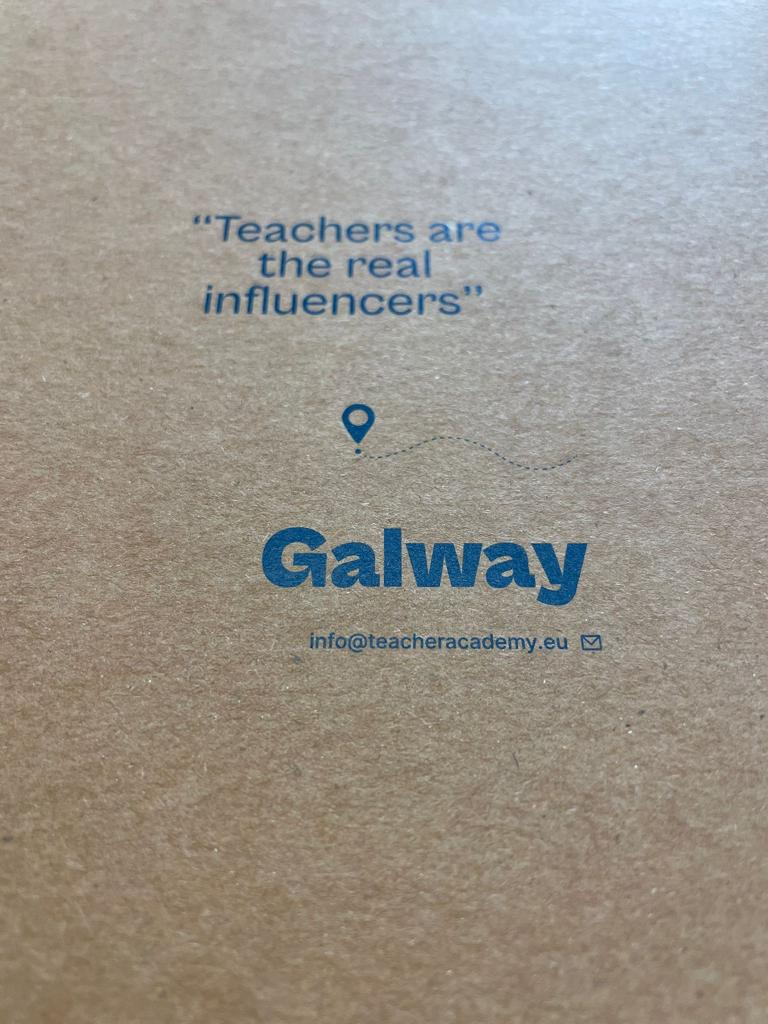 “Teachers are
the real
influencers”
Galway
info@teacheracademy.eu